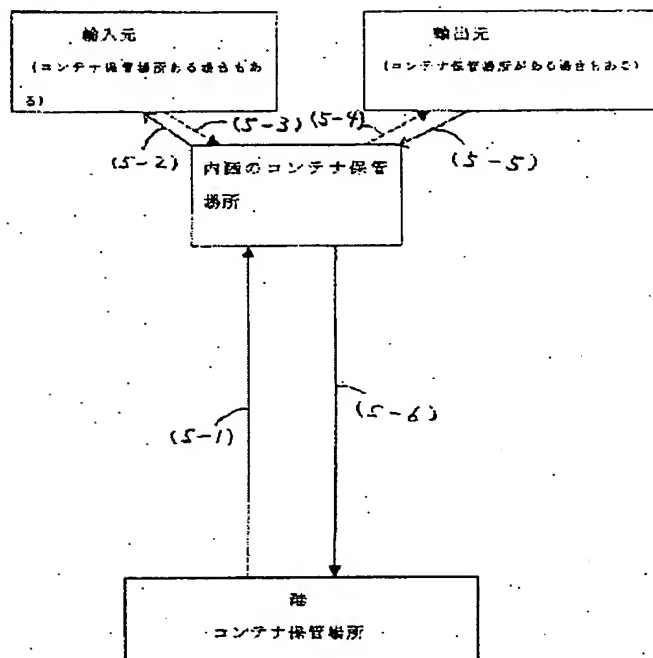 輸入元
(コンテナ保管場所ある場合もあ
る)
輸出元
(コンテナ保管場所がある場合もある)
(5-3)
(5-4)
(5-2)
(5-5)
内陸のコンテナ保管
場所
(5-1)
(5-6)
港
コンテナ保管場所